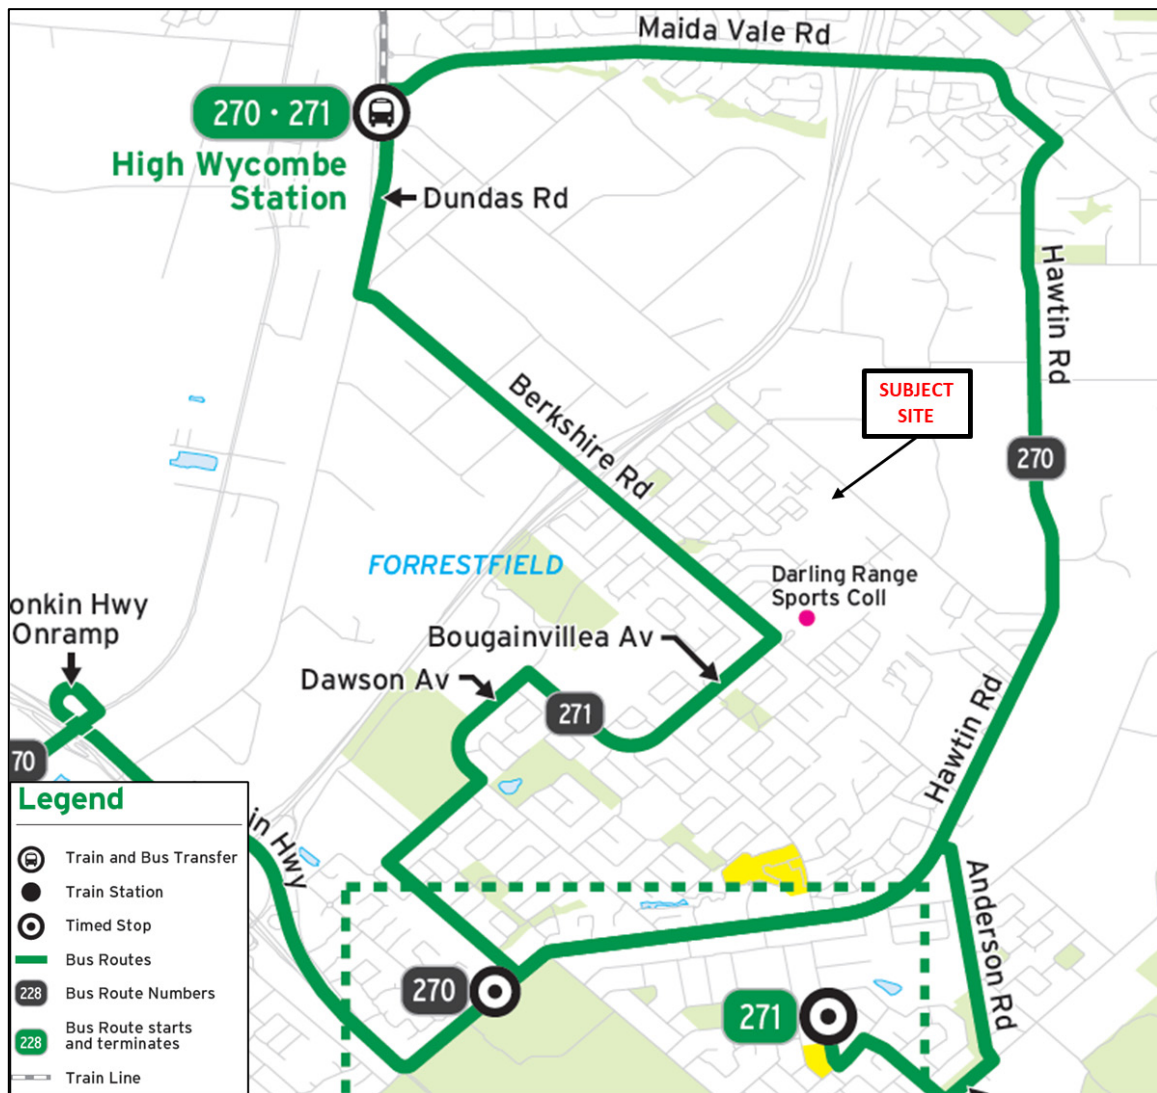 Maida Vale Rd
270 • 271
High Wycombe
Station
Dundas Rd
Hawtin Rd
SUBJECT
SITE
Berkshire Rd
270
FORRESTFIELD
Darling Range
Sports Coll
onkin Hwy
Onramp
Bougainvillea Av
Dawson Av
271
70
Hawtin Rd
in Hwy
Anderson Rd
270
271
Legend
Train and Bus Transfer
Train Station
Timed Stop
Bus Routes
228
Bus Route Numbers
228
Bus Route starts
and terminates
Train Line